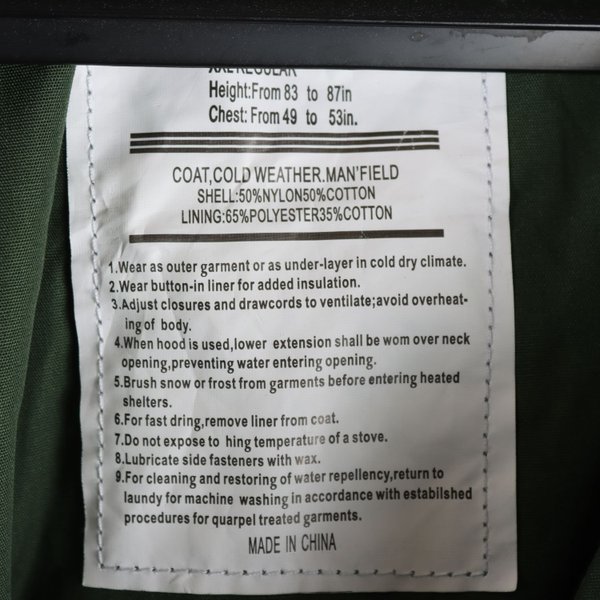 XXL REGULAR
Height:From 83 to 87in
Chest: From 49 to 53in.
COAT,COLD WEATHER.MAN'FIELD
SHELL:50%NYLON50%COTTON
LINING:65%POLYESTER35%COTTON
1.Wear as outer garment or as under-layer in cold dry climate.
2.Wear button-in liner for added insulation.
3.Adjust closures and drawcords to ventilate;avoid overheat-
ing of body.
4.When hood is used,lower extension shall be wom over neck
opening,preventing water entering opening.
5.Brush snow or frost from garments before entering heated
shelters.
6.For fast dring,remove liner from coat.
7.Do not expose to hing temperature of a stove.
8.Lubricate side fasteners with wax.
9.For cleaning and restoring of water repellency,return to
laundy for machine washing in accordance with estabilshed
procedures for quarpel treated garments.
MADE IN CHINA